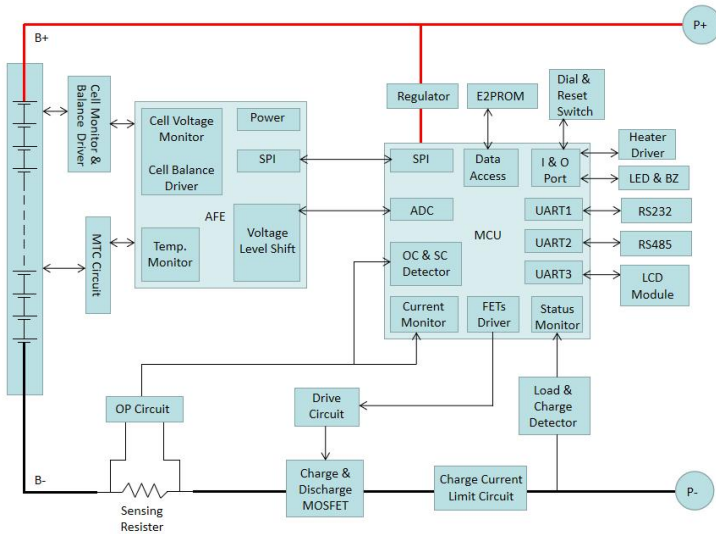 B+
P+
Cell Monitor &
Balance Driver
Cell Voltage
Monitor
Cell Balance
Driver
Power
SPI
AFE
Voltage
Level Shift
Temp.
Monitor
MTC Circuit
Regulator
E2PROM
Dial &
Reset
Switch
SPI
Data
Access
I & O
Port
Heater
Driver
LED & BZ
ADC
MCU
UART1
RS232
UART2
RS485
OC & SC
Detector
UART3
LCD
Module
Current
Monitor
FETs
Driver
Status
Monitor
OP Circuit
Drive
Circuit
Load &
Charge
Detector
B-
Sensing
Resister
Charge &
Discharge
MOSFET
Charge Current
Limit Circuit
P-